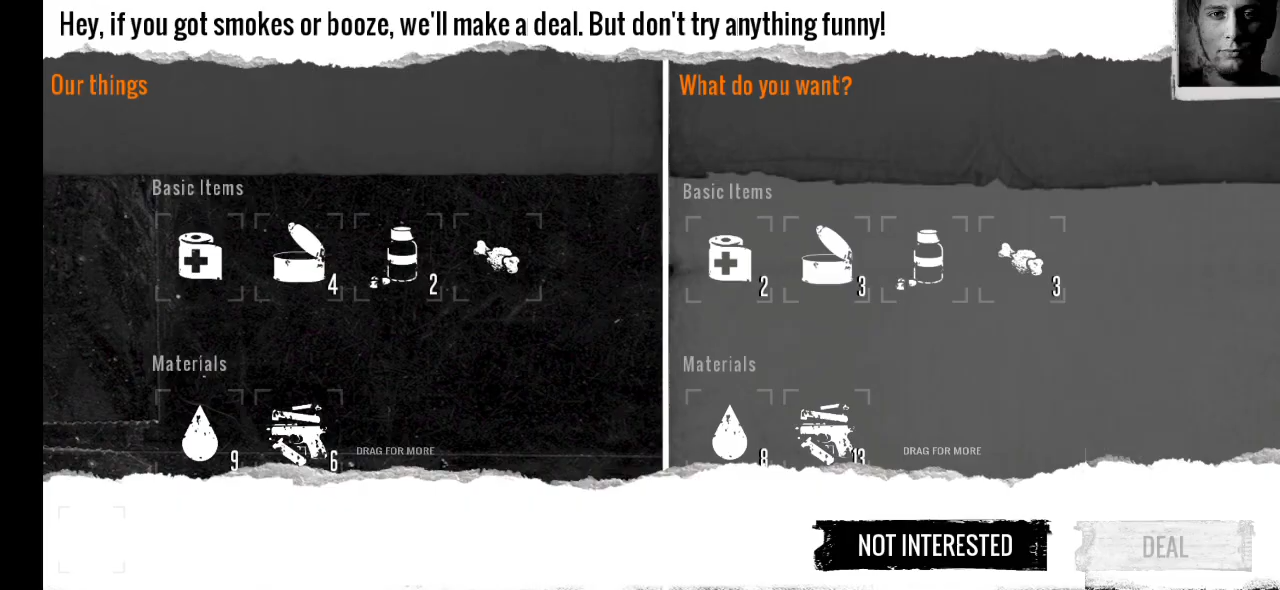 Hey, if you got smokes or booze, we'll make a deal. But don't try anything funny!
Our things
What do you want?
Basic Items
Basic Items
4
2
2
3
3
Materials
Materials
9
6
DRAG FOR MORE
8
13
DRAG FOR MORE
NOT INTERESTED
DEAL